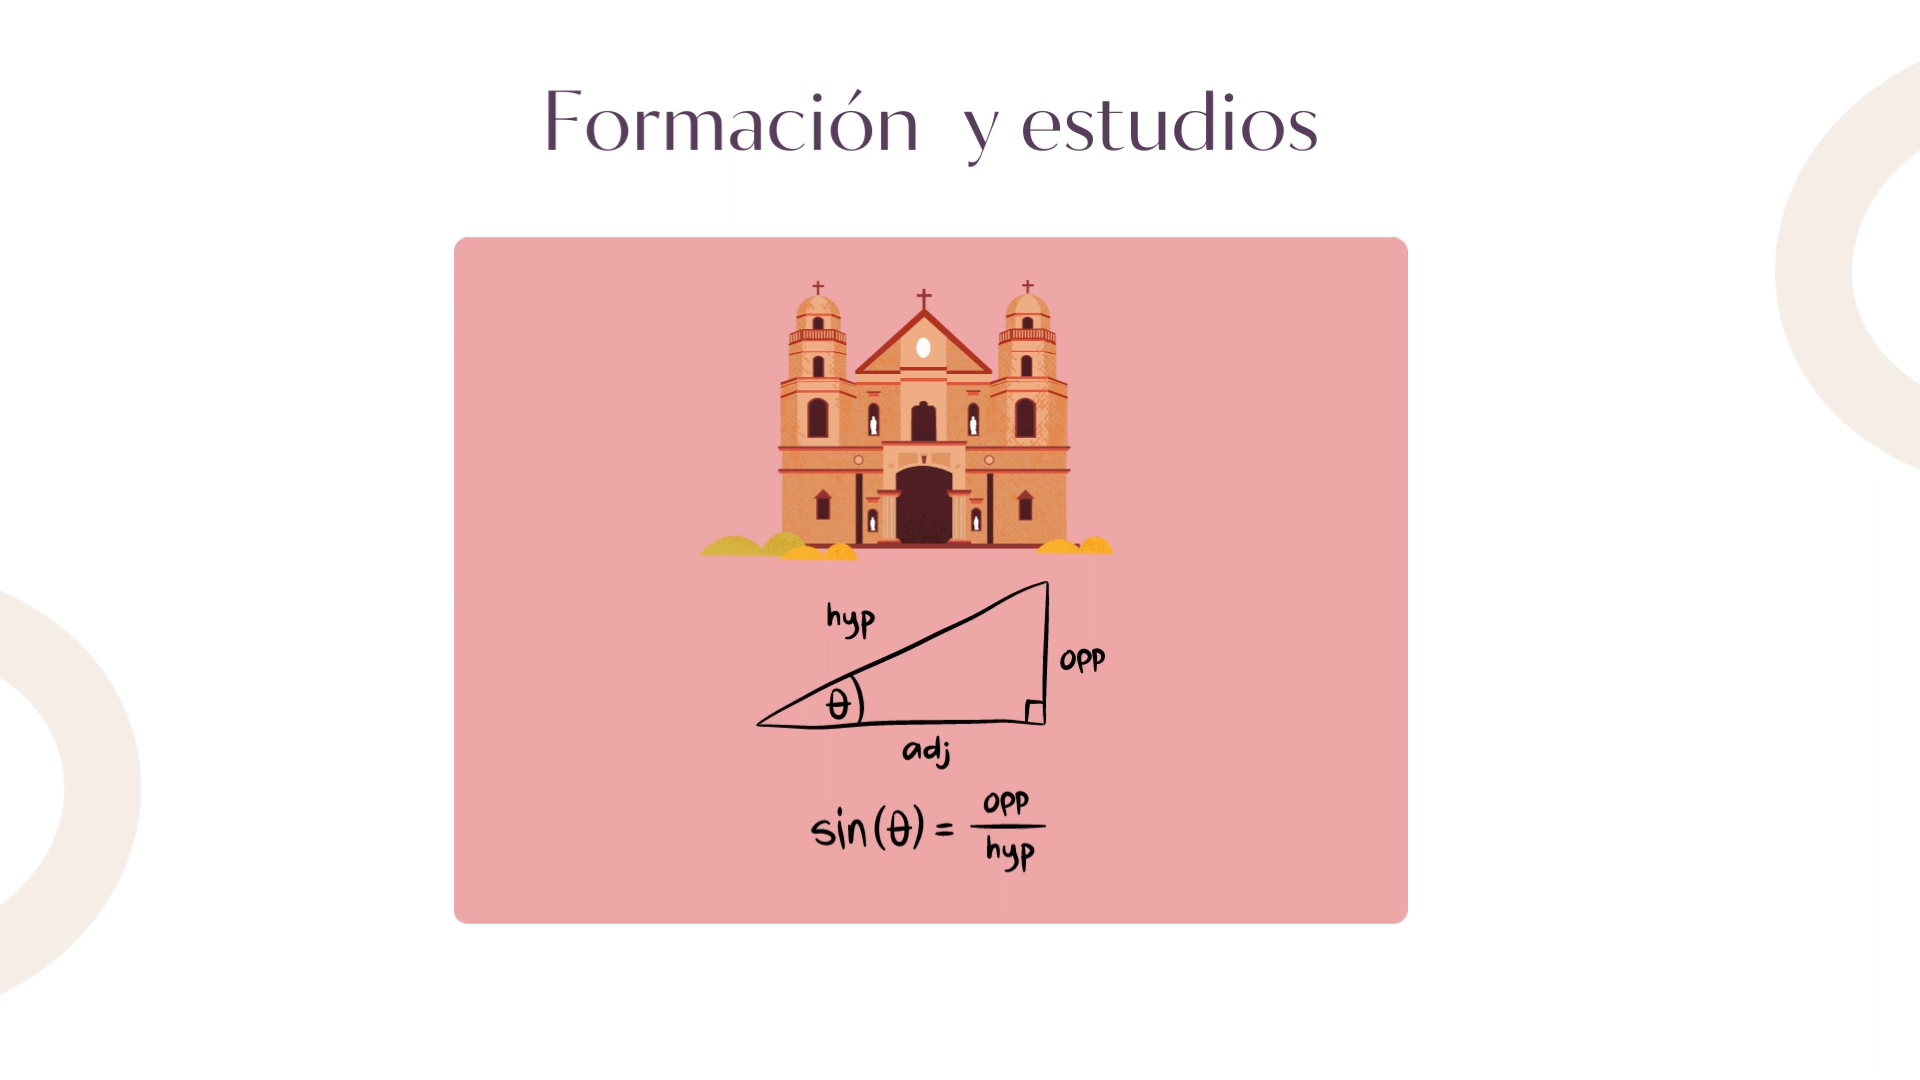 Formación y estudios
hyp
opp
θ
adj
sin(θ) = opp/hyp